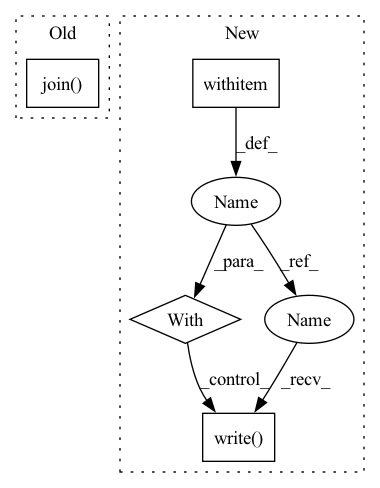 Old
New
join()
withitem
_def_
Name
_para_
_ref_
With
Name
_control_
_recv_
write()